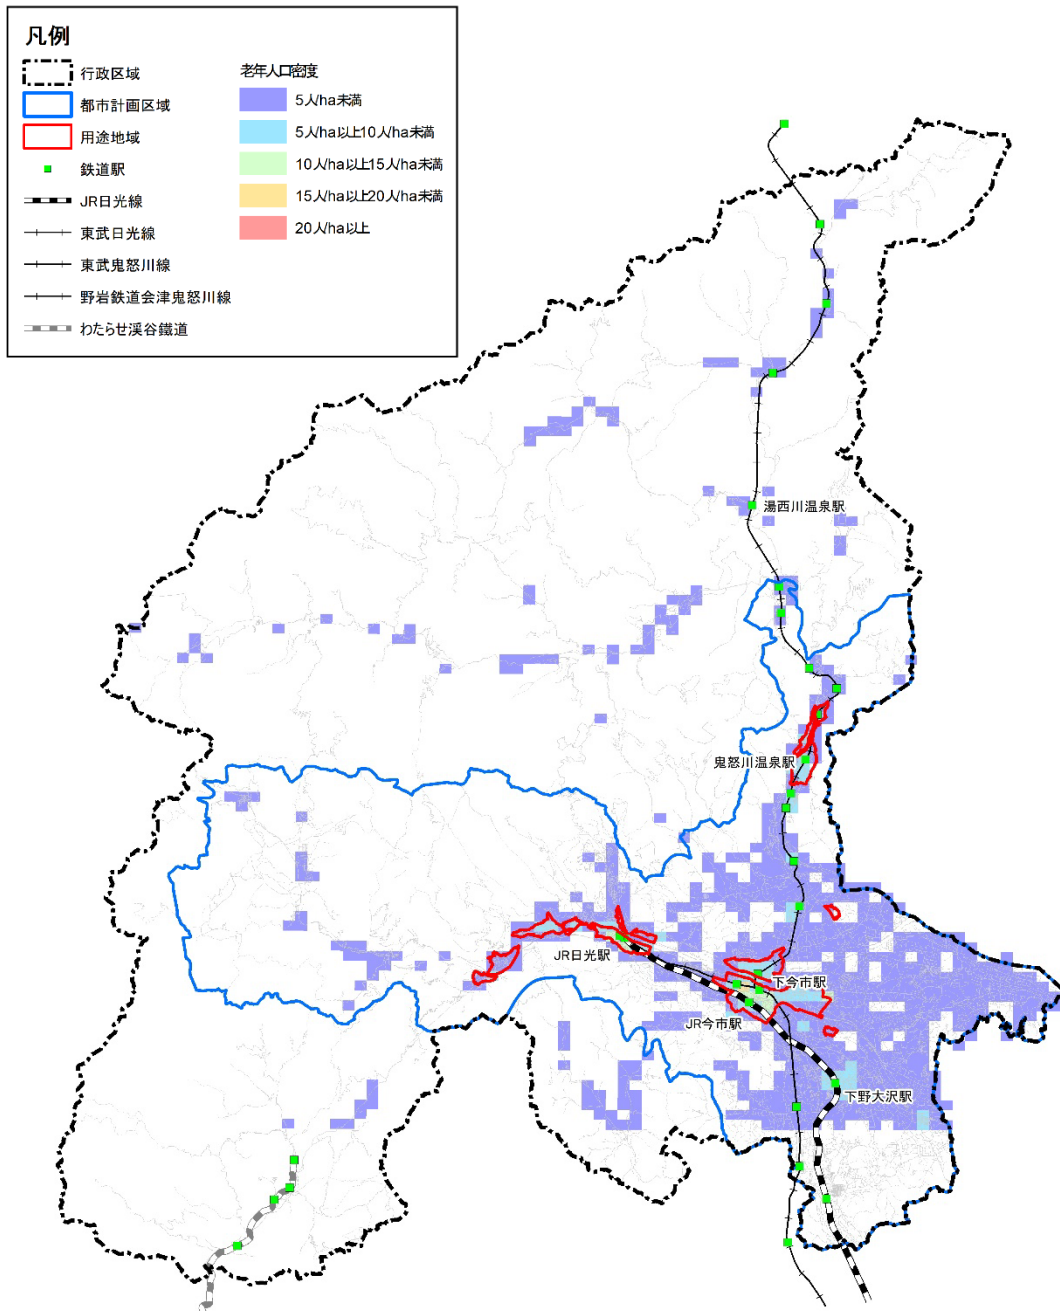 凡例
行政区域
都市計画区域
用途地域
鉄道駅
JR日光線
東武日光線
東武鬼怒川線
野岩鉄道会津鬼怒川線
わたらせ渓谷鐵道
老年人口密度
5人/ha未満
5人/ha以上10人/ha未満
10人/ha以上15人/ha未満
15人/ha以上20人/ha未満
20人/ha以上
湯西川温泉駅
鬼怒川温泉駅
JR日光駅
下今市駅
JR今市駅
下野大沢駅